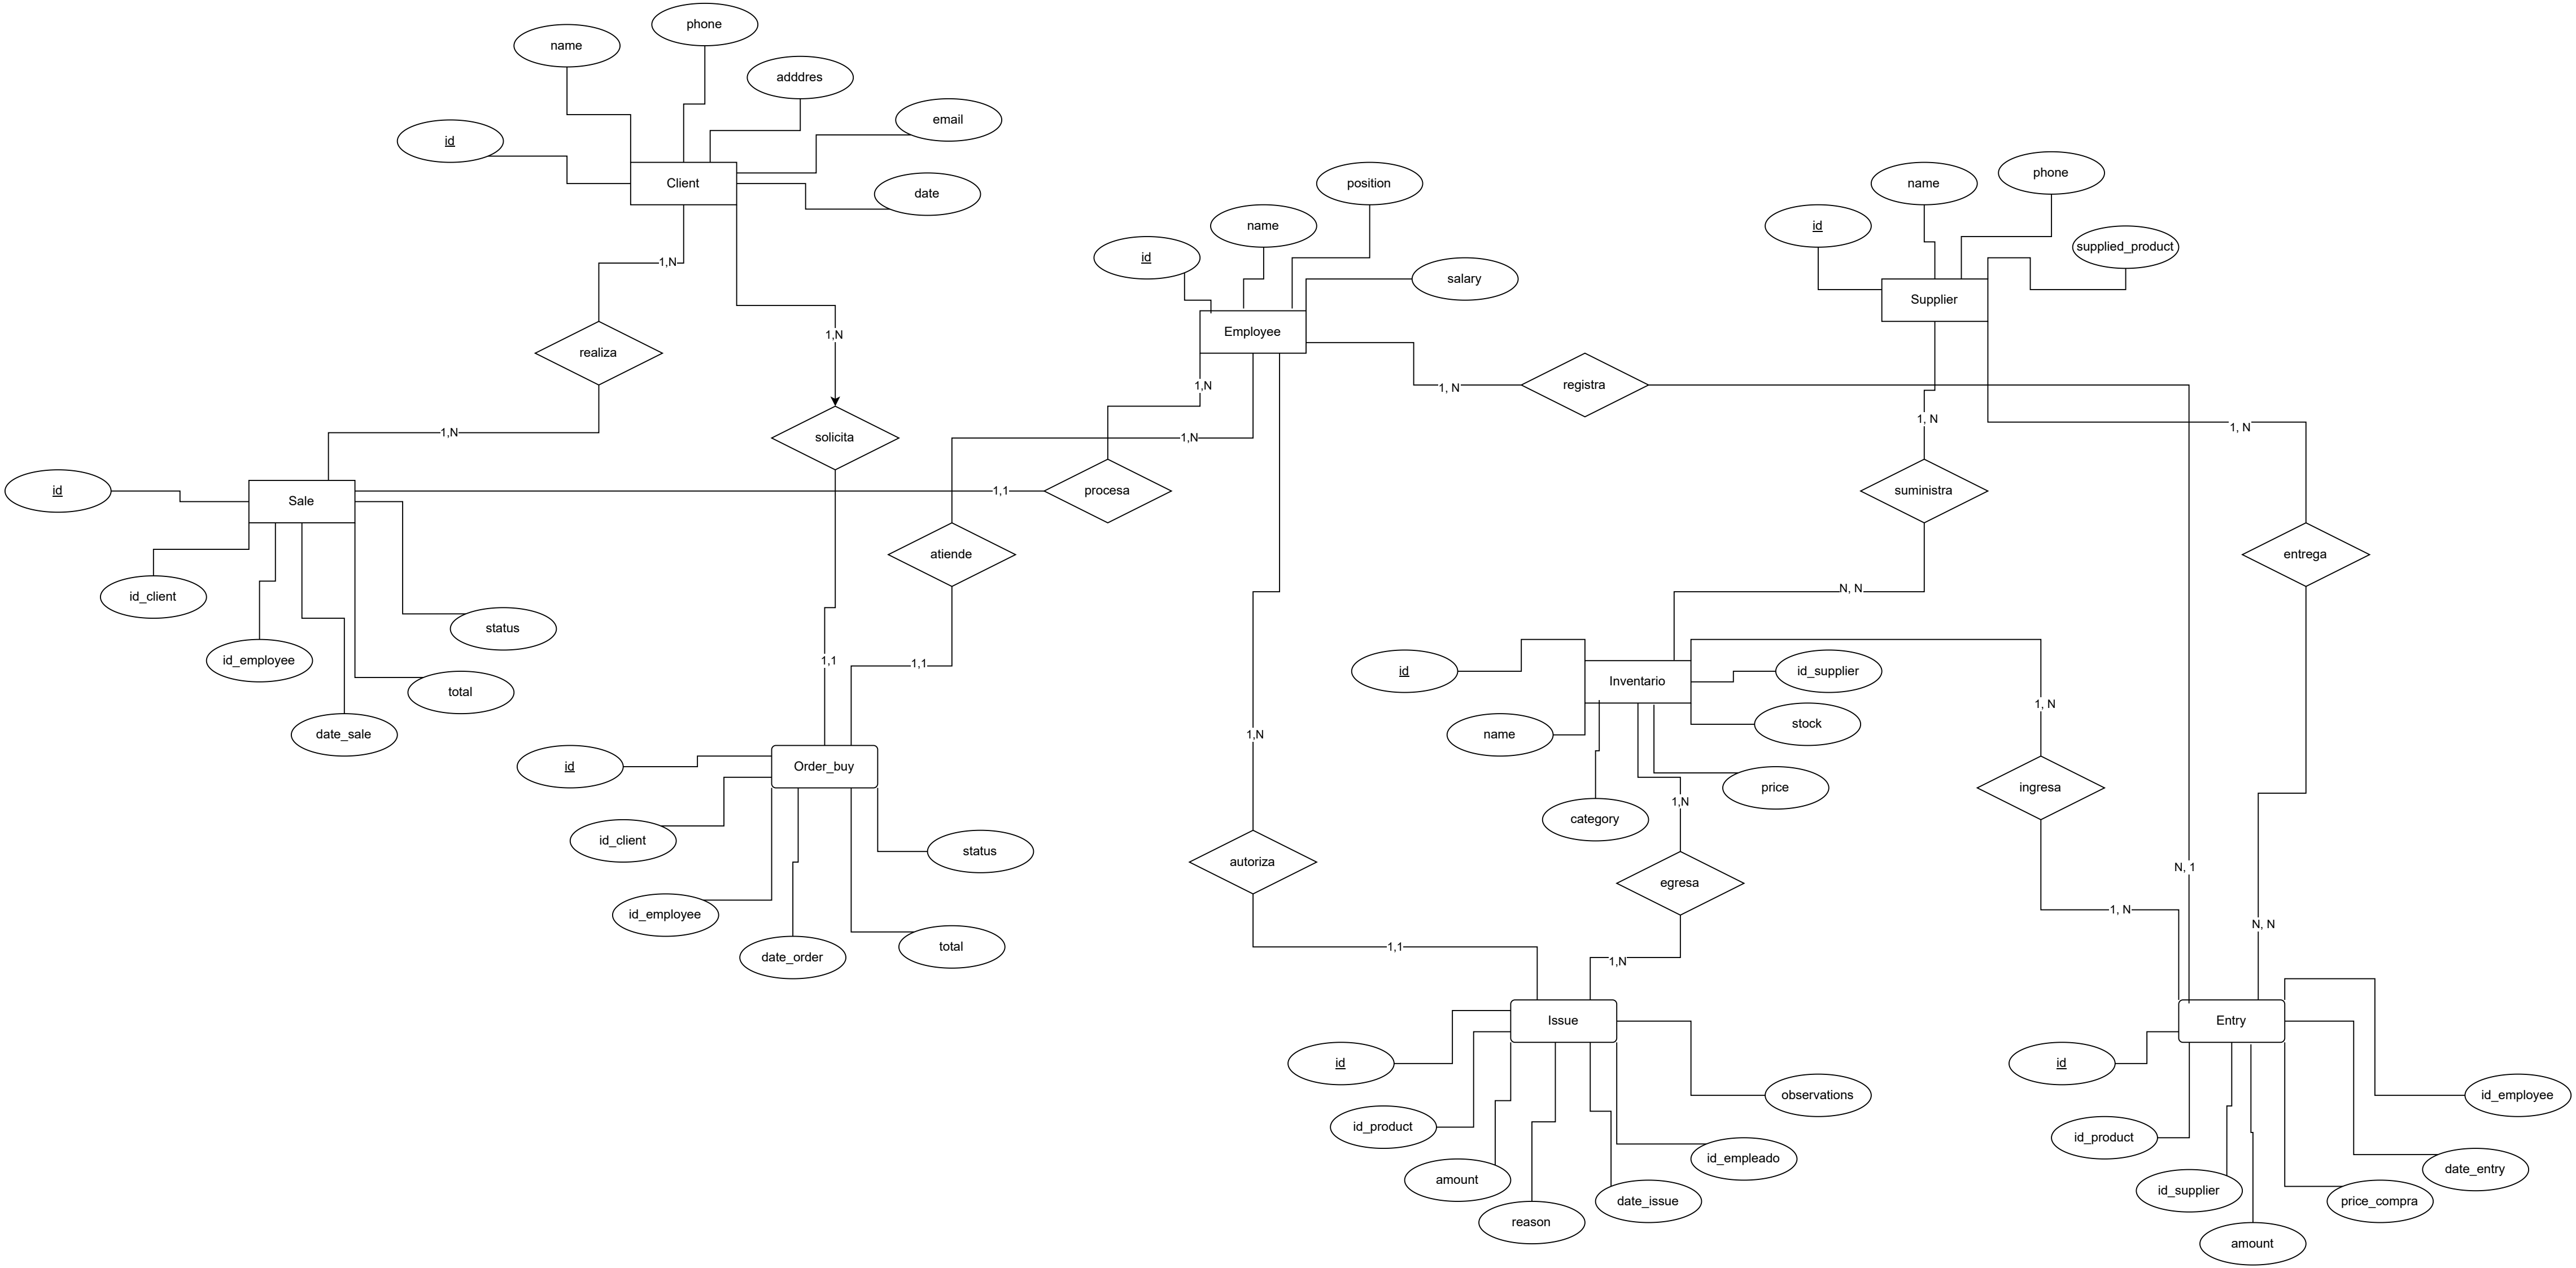 phone
name
adddres
email
id
Client
date
position
name
id
salary
Employee
name
phone
id
supplied_product
Supplier
1,N
1,N
realiza
1,N
1, N
registra
1, N
1, N
1,N
solicita
1,N
id
Sale
1,1
procesa
suministra
atiende
entrega
id_client
status
id_employee
total
date_sale
1,1
1,1
N, N
id
Inventario
id_supplier
name
stock
1, N
1,N
id
Order_buy
price
category
1,N
ingresa
id_client
status
id_employee
date_order
total
autoriza
egresa
N, 1
1, N
N, N
1,1
1,N
Issue
Entry
id
observations
id_product
amount
reason
date_issue
id_empleado
id
id_employee
id_product
date_entry
id_supplier
price_compra
amount